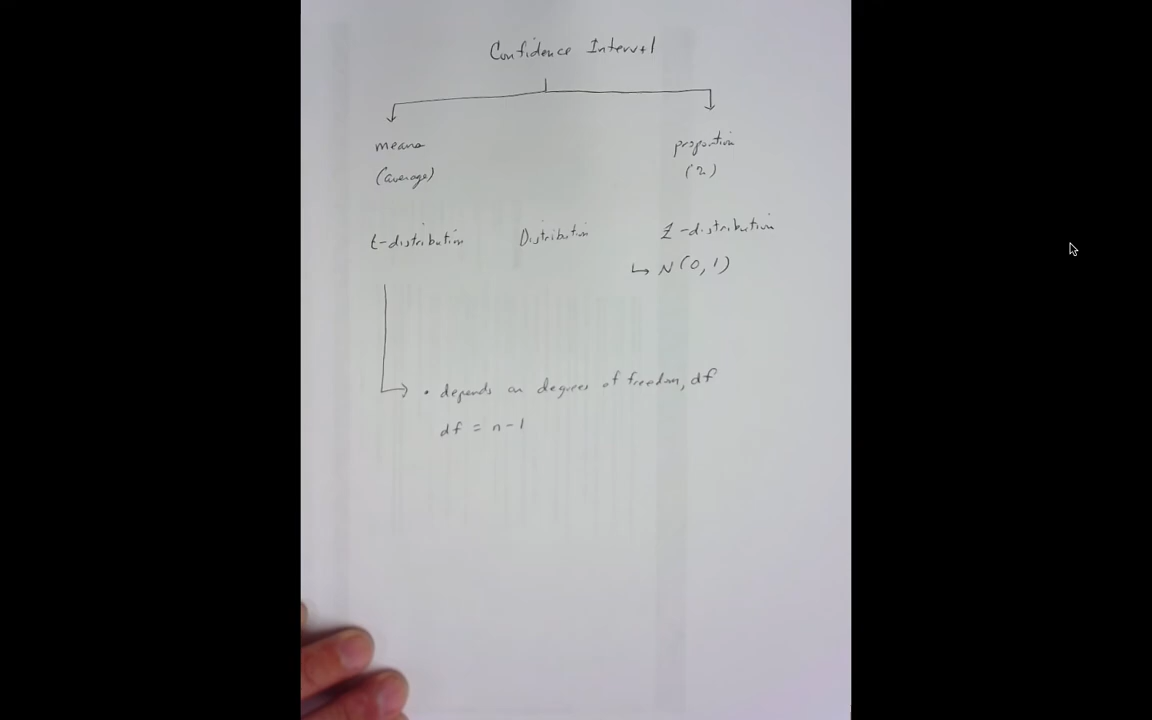 Confidence Interval
means
proportion
(average)
(%)
t-distribution Distribution Z-distribution
↳ N(0, 1)
• depends on degrees of freedom, df
df = n - 1